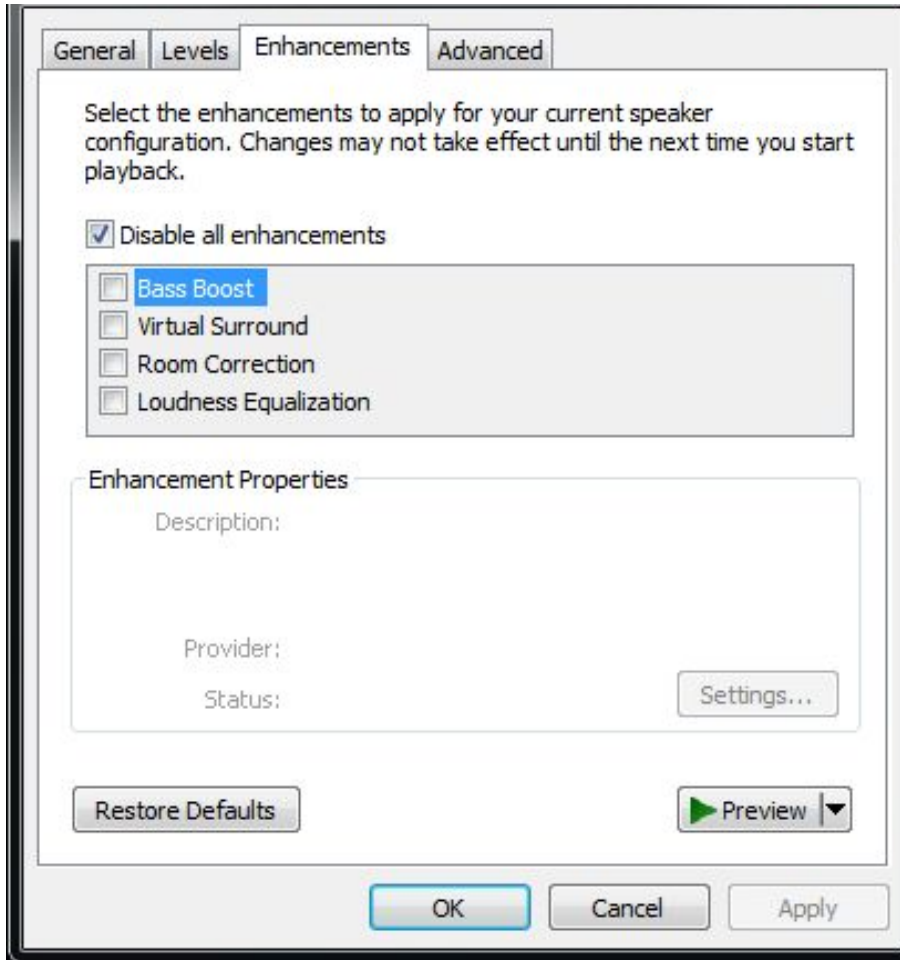 General Levels Enhancements Advanced
Select the enhancements to apply for your current speaker
configuration. Changes may not take effect until the next time you start
playback.
Disable all enhancements
Bass Boost
Virtual Surround
Room Correction
Loudness Equalization
Enhancement Properties
Description:
Provider:
Status:
Settings...
Restore Defaults
Preview
OK Cancel Apply